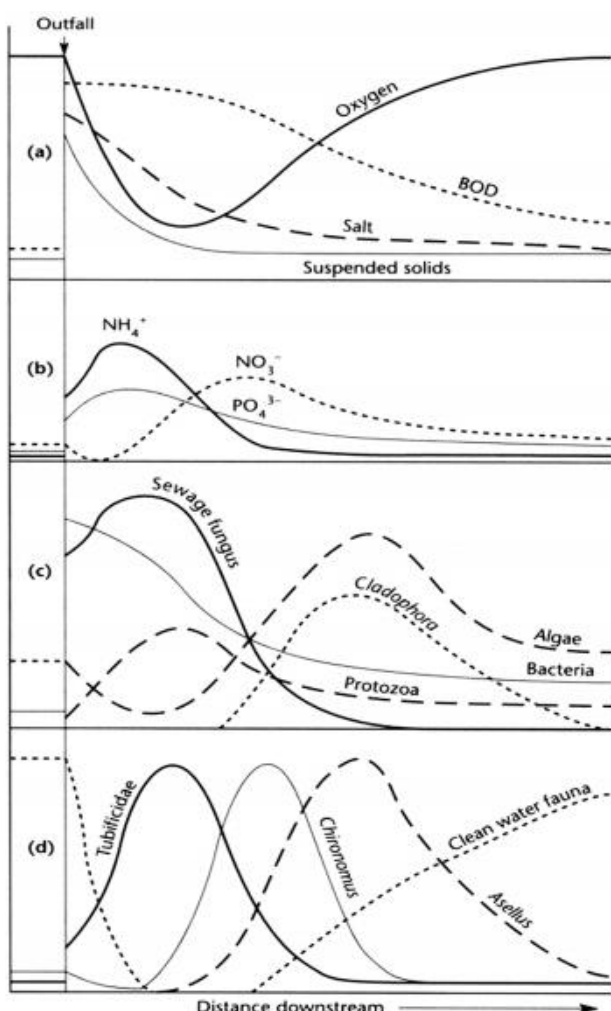 Outfall
Oxygen
(a)
BOD
Salt
Suspended solids
NH₄⁺
NO₃⁻
(b)
PO₄³⁻
Sewage fungus
Cladophora
(c)
Algae
Bacteria
Protozoa
Tubificidae
Chironomus
Clean water fauna
(d)
Asellus
Distance downstream